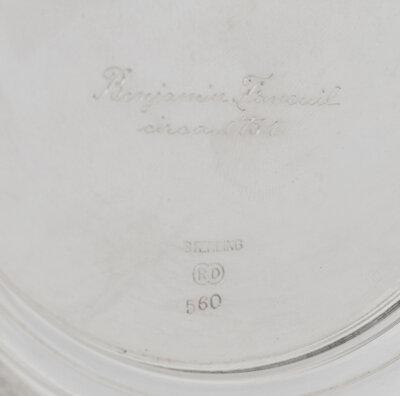 Benjamin Faneuil
circa
STERLING
RD
560